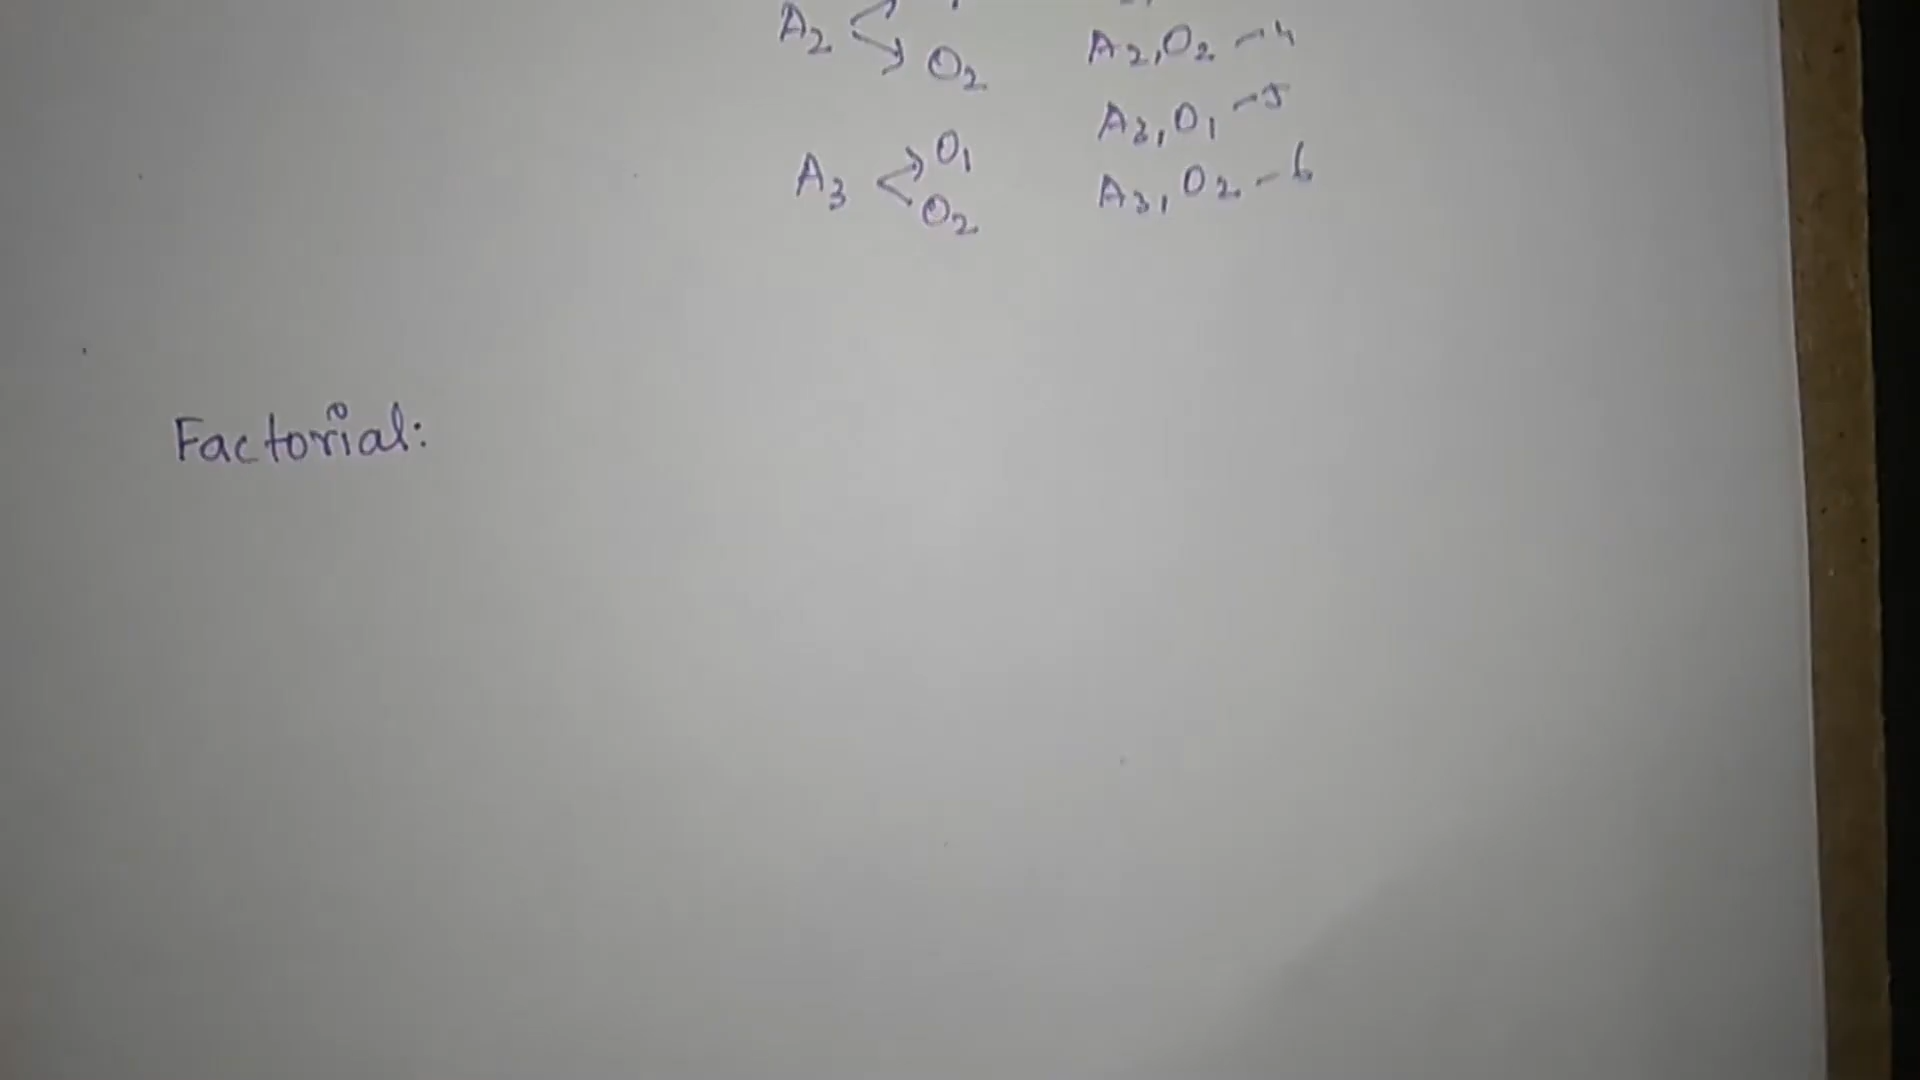 A2 < O2 A2,O2 - 4
A3,O1 - 5
A3 < O1 A3,O2 - 6
O2
Factorial: